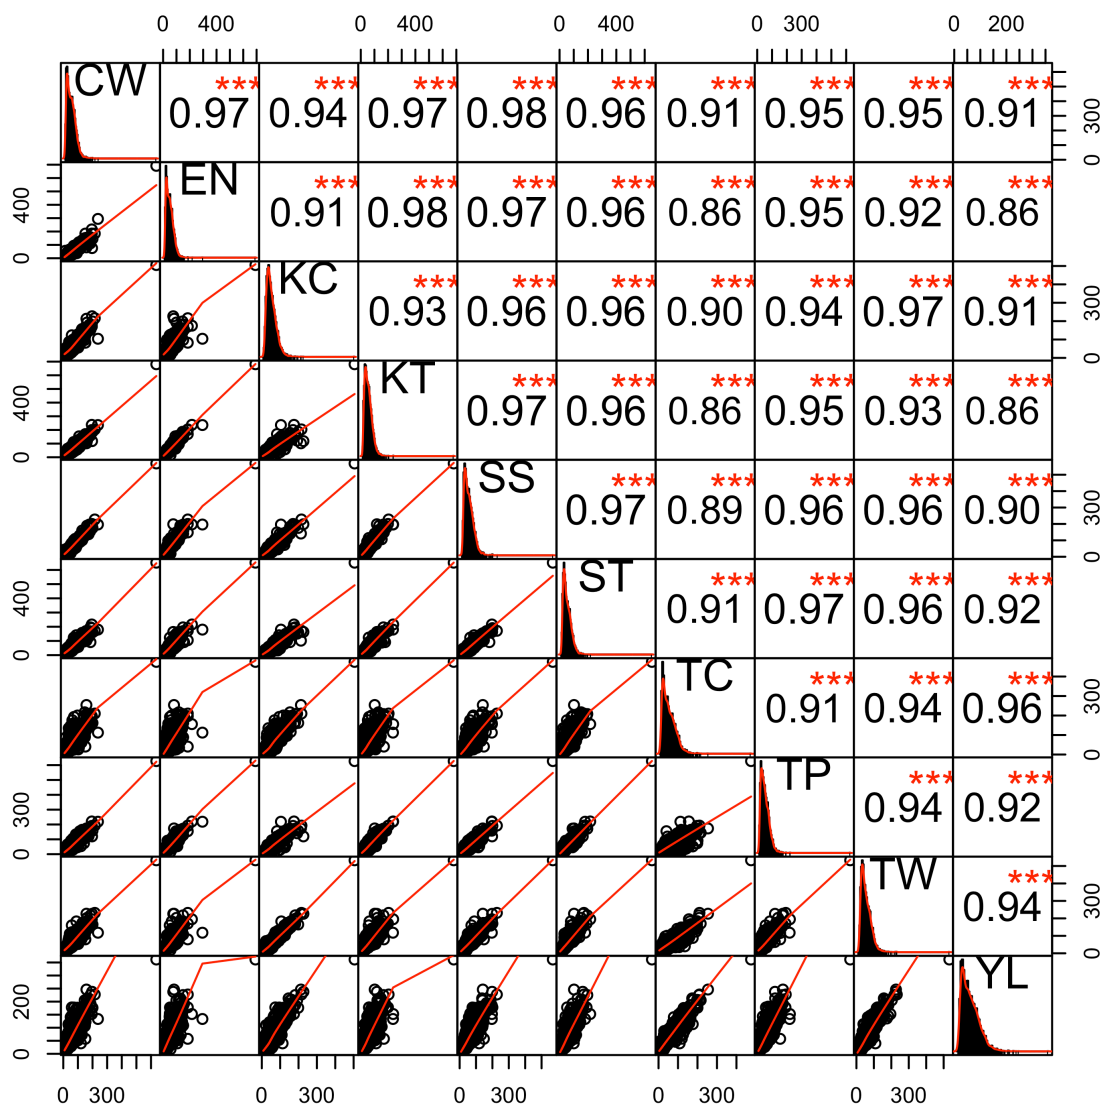 0 400 0 400 0 400 0 300 0 200
CW *** *** *** *** *** *** *** *** ***
0.97 0.94 0.97 0.98 0.96 0.91 0.95 0.95 0.91 0 300
EN *** *** *** *** *** *** *** ***
0 400 0.91 0.98 0.97 0.96 0.86 0.95 0.92 0.86
KC *** *** *** *** *** *** ***
0.93 0.96 0.96 0.90 0.94 0.97 0.91 0 300
KT *** *** *** *** *** ***
0 400 0.97 0.96 0.86 0.95 0.93 0.86
SS *** *** *** *** ***
0.97 0.89 0.96 0.96 0.90 0 300
ST *** *** *** ***
0 400 0.91 0.97 0.96 0.92
TC *** *** ***
0.91 0.94 0.96 0 300
TP *** ***
0 300 0.94 0.92
TW ***
0.94 0 300
YL
0 200
0 300 0 300 0 300 0 300 0 300